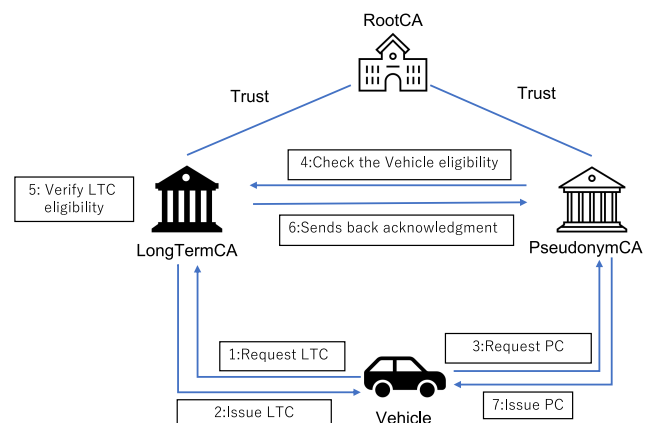 RootCA
Trust
Trust
4:Check the Vehicle eligibility
5: Verify LTC
eligibility
6:Sends back acknowledgment
LongTermCA
PseudonymCA
1:Request LTC
3:Request PC
2:Issue LTC
Vehicle
7:Issue PC